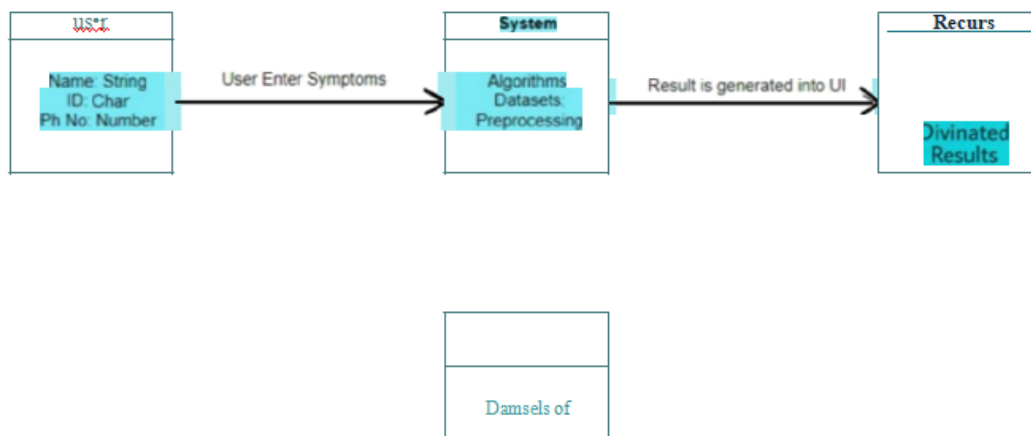 us*r
System
Recurs
Name: String
ID: Char
Ph No: Number
User Enter Symptoms
Algorithms
Datasets:
Preprocessing
Result is generated into UI
Divinated
Results
Damsels of